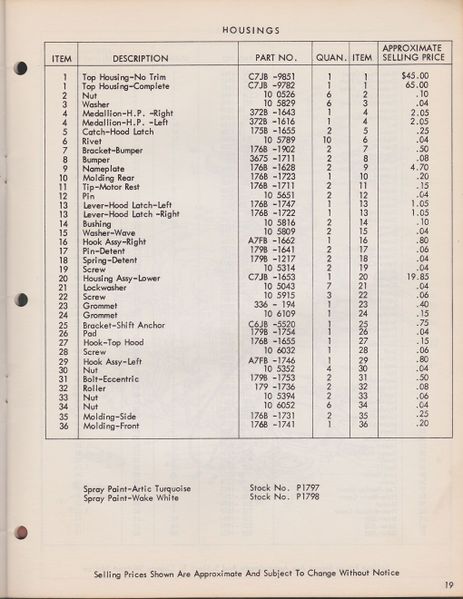 HOUSINGS
ITEM DESCRIPTION PART NO. QUAN. ITEM APPROXIMATE SELLING PRICE
1 Top Housing-No Trim C7JB -9851 1 1 $45.00
1 Top Housing-Complete C7JB -9782 1 1 65.00
2 Nut 10 0526 6 2 .10
3 Washer 10 5829 6 3 .04
4 Medallion-H.P. -Right 372B -1643 1 4 2.05
4 Medallion-H.P. -Left 372B -1616 1 4 2.05
5 Catch-Hood Latch 175B -1655 2 5 .25
6 Rivet 10 5789 10 6 .04
7 Bracket-Bumper 176B -1902 2 7 .50
8 Bumper 3675 -1711 2 8 .08
9 Nameplate 176B -1628 2 9 4.70
10 Molding Rear 176B -1723 1 10 .20
11 Tip-Motor Rest 176B -1711 2 11 .15
12 Pin 10 5651 2 12 .04
13 Lever-Hood Latch-Left 176B -1747 1 13 1.05
13 Lever-Hood Latch -Right 176B -1722 1 13 1.05
14 Bushing 10 5816 2 14 .10
15 Washer-Wave 10 5809 2 15 .04
16 Hook Assy-Right A7FB -1662 1 16 .80
17 Pin-Detent 179B -1641 2 17 .06
18 Spring-Detent 179B -1217 2 18 .04
19 Screw 10 5314 2 19 .04
20 Housing Assy-Lower C7JB -1653 1 20 19.85
21 Lockwasher 10 5043 7 21 .04
22 Screw 10 5915 3 22 .06
23 Grommet 336 - 194 1 23 .40
24 Grommet 10 6109 1 24 .15
25 Bracket-Shift Anchor C6JB -5520 1 25 .75
26 Pad 179B -1754 1 26 .04
27 Hook-Top Hood 176B -1655 1 27 .15
28 Screw 10 6032 1 28 .06
29 Hook Assy-Left A7FB -1746 1 29 .80
30 Nut 10 5352 4 30 .04
31 Bolt-Eccentric 179B -1753 2 31 .50
32 Roller 179 -1736 2 32 .08
33 Nut 10 5394 2 33 .06
34 Nut 10 6052 6 34 .04
35 Molding-Side 176B -1731 2 35 .25
36 Molding-Front 176B -1741 1 36 .20
Spray Paint-Artic Turquoise Stock No. P1797
Spray Paint-Wake White Stock No. P1798
Selling Prices Shown Are Approximate And Subject To Change Without Notice
19